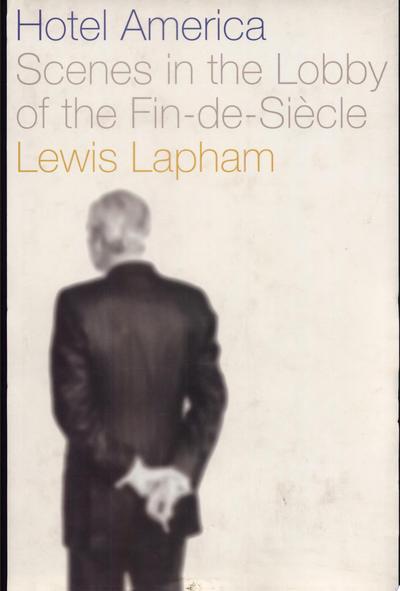 Hotel America
Scenes in the Lobby
of the Fin-de-Siècle
Lewis Lapham